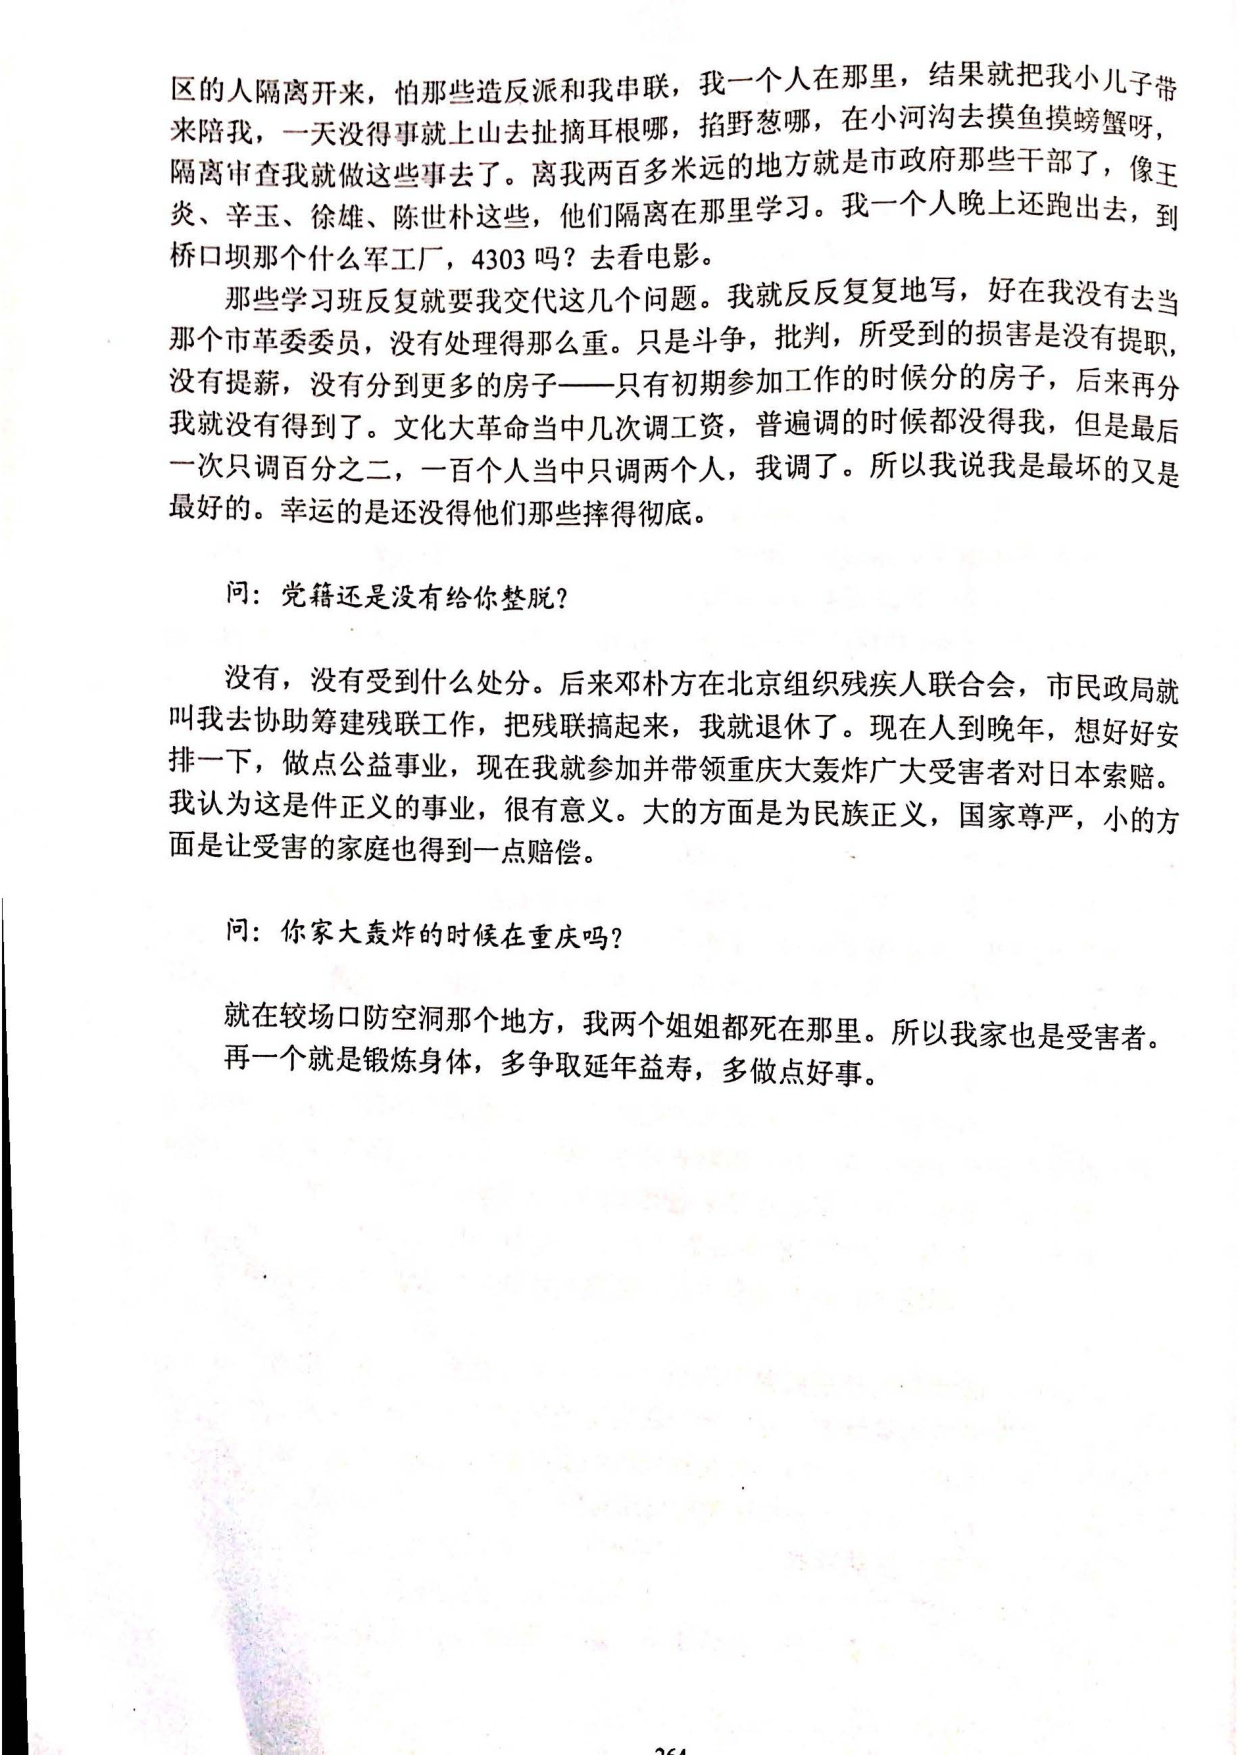 区的人隔离开来，怕那些造反派和我串联，我一个人在那里，结果就把我小儿子带
来陪我，一天没得事就上山去扯摘耳根哪，掐野葱哪，在小河沟去摸鱼摸螃蟹呀，
隔离审查我就做这些事去了。离我两百多米远的地方就是市政府那些干部了，像王
炎、辛玉、徐雄、陈世朴这些，他们隔离在那里学习。我一个人晚上还跑出去，到
桥口坝那个什么军工厂，4303 吗？去看电影。
那些学习班反复就要我交代这几个问题。我就反反复复地写，好在我没有去当
那个市革委委员，没有处理得那么重。只是斗争，批判，所受到的损害是没有提职，
没有提薪，没有分到更多的房子——只有初期参加工作的时候分的房子，后来再分
我就没有得到了。文化大革命当中几次调工资，普遍调的时候都没得我，但是最后
一次只调百分之二，一百个人当中只调两个人，我调了。所以我说我是最坏的又是
最好的。幸运的是还没得他们那些摔得彻底。
问：党籍还是没有给你整脱？
没有，没有受到什么处分。后来邓朴方在北京组织残疾人联合会，市民政局就
叫我去协助筹建残联工作，把残联搞起来，我就退休了。现在人到晚年，想好好安
排一下，做点公益事业，现在我就参加并带领重庆大轰炸广大受害者对日本索赔。
我认为这是件正义的事业，很有意义。大的方面是为民族正义，国家尊严，小的方
面是让受害的家庭也得到一点赔偿。
问：你家大轰炸的时候在重庆吗？
就在较场口防空洞那个地方，我两个姐姐都死在那里。所以我家也是受害者。
再一个就是锻炼身体，多争取延年益寿，多做点好事。
264